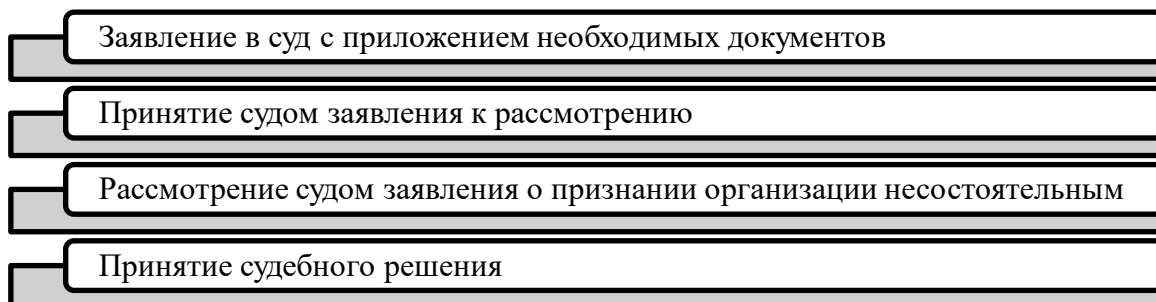 Заявление в суд с приложением необходимых документов
Принятие судом заявления к рассмотрению
Рассмотрение судом заявления о признании организации несостоятельным
Принятие судебного решения